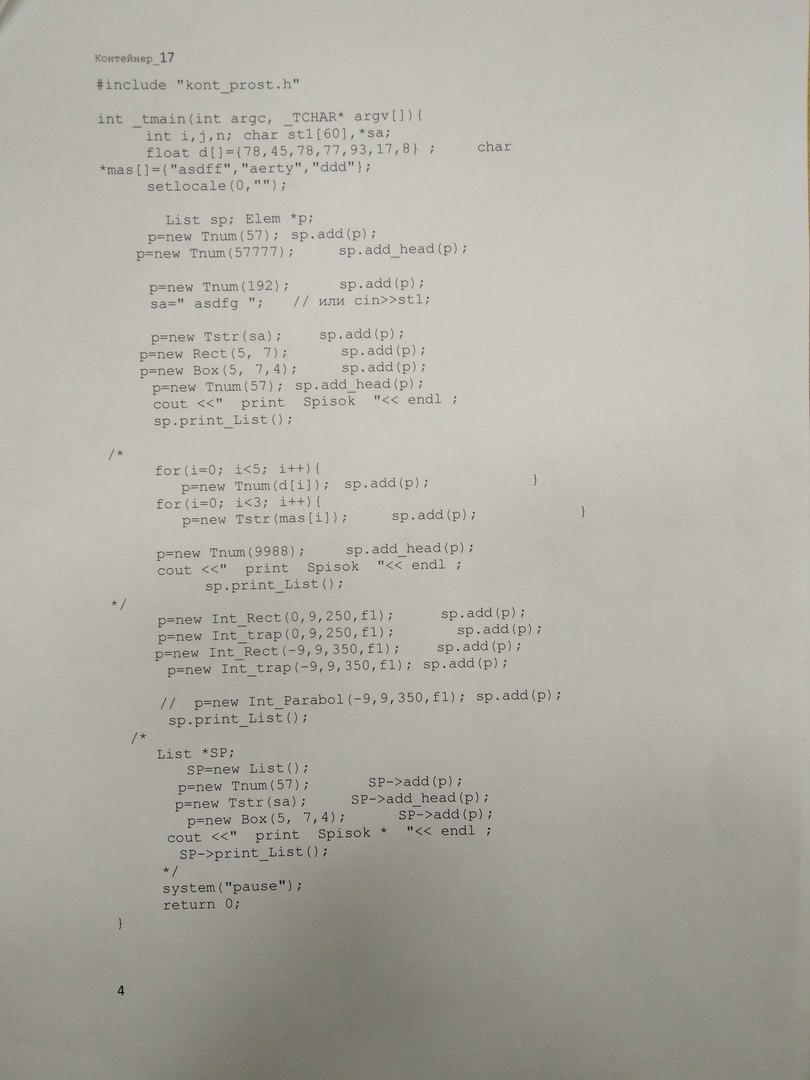 Контейнер_17
#include "kont_prost.h"
int _tmain(int argc, _TCHAR* argv[]){
int i,j,n; char st1[60],*sa;
float d[]={78,45,78,77,93,17,8} ; char
*mas[]={"asdff","aerty","ddd"};
setlocale(0,"");
List sp; Elem *p;
p=new Tnum(57); sp.add(p);
p=new Tnum(57777); sp.add_head(p);
p=new Tnum(192); sp.add(p);
sa=" asdfg "; // или cin>>st1;
p=new Tstr(sa); sp.add(p);
p=new Rect(5, 7); sp.add(p);
p=new Box(5, 7,4); sp.add(p);
p=new Tnum(57); sp.add_head(p);
cout <<" print Spisok "<< endl ;
sp.print_List();
/*
for(i=0; i<5; i++){
p=new Tnum(d[i]); sp.add(p); }
for(i=0; i<3; i++){
p=new Tstr(mas[i]); sp.add(p); }
p=new Tnum(9988); sp.add_head(p);
cout <<" print Spisok "<< endl ;
sp.print_List();
*/
p=new Int_Rect(0,9,250,f1); sp.add(p);
p=new Int_trap(0,9,250,f1); sp.add(p);
p=new Int_Rect(-9,9,350,f1); sp.add(p);
p=new Int_trap(-9,9,350,f1); sp.add(p);
// p=new Int_Parabol(-9,9,350,f1); sp.add(p);
sp.print_List();
/*
List *SP;
SP=new List();
p=new Tnum(57); SP->add(p);
p=new Tstr(sa); SP->add_head(p);
p=new Box(5, 7,4); SP->add(p);
cout <<" print Spisok * "<< endl ;
SP->print_List();
*/
system("pause");
return 0;
}
4